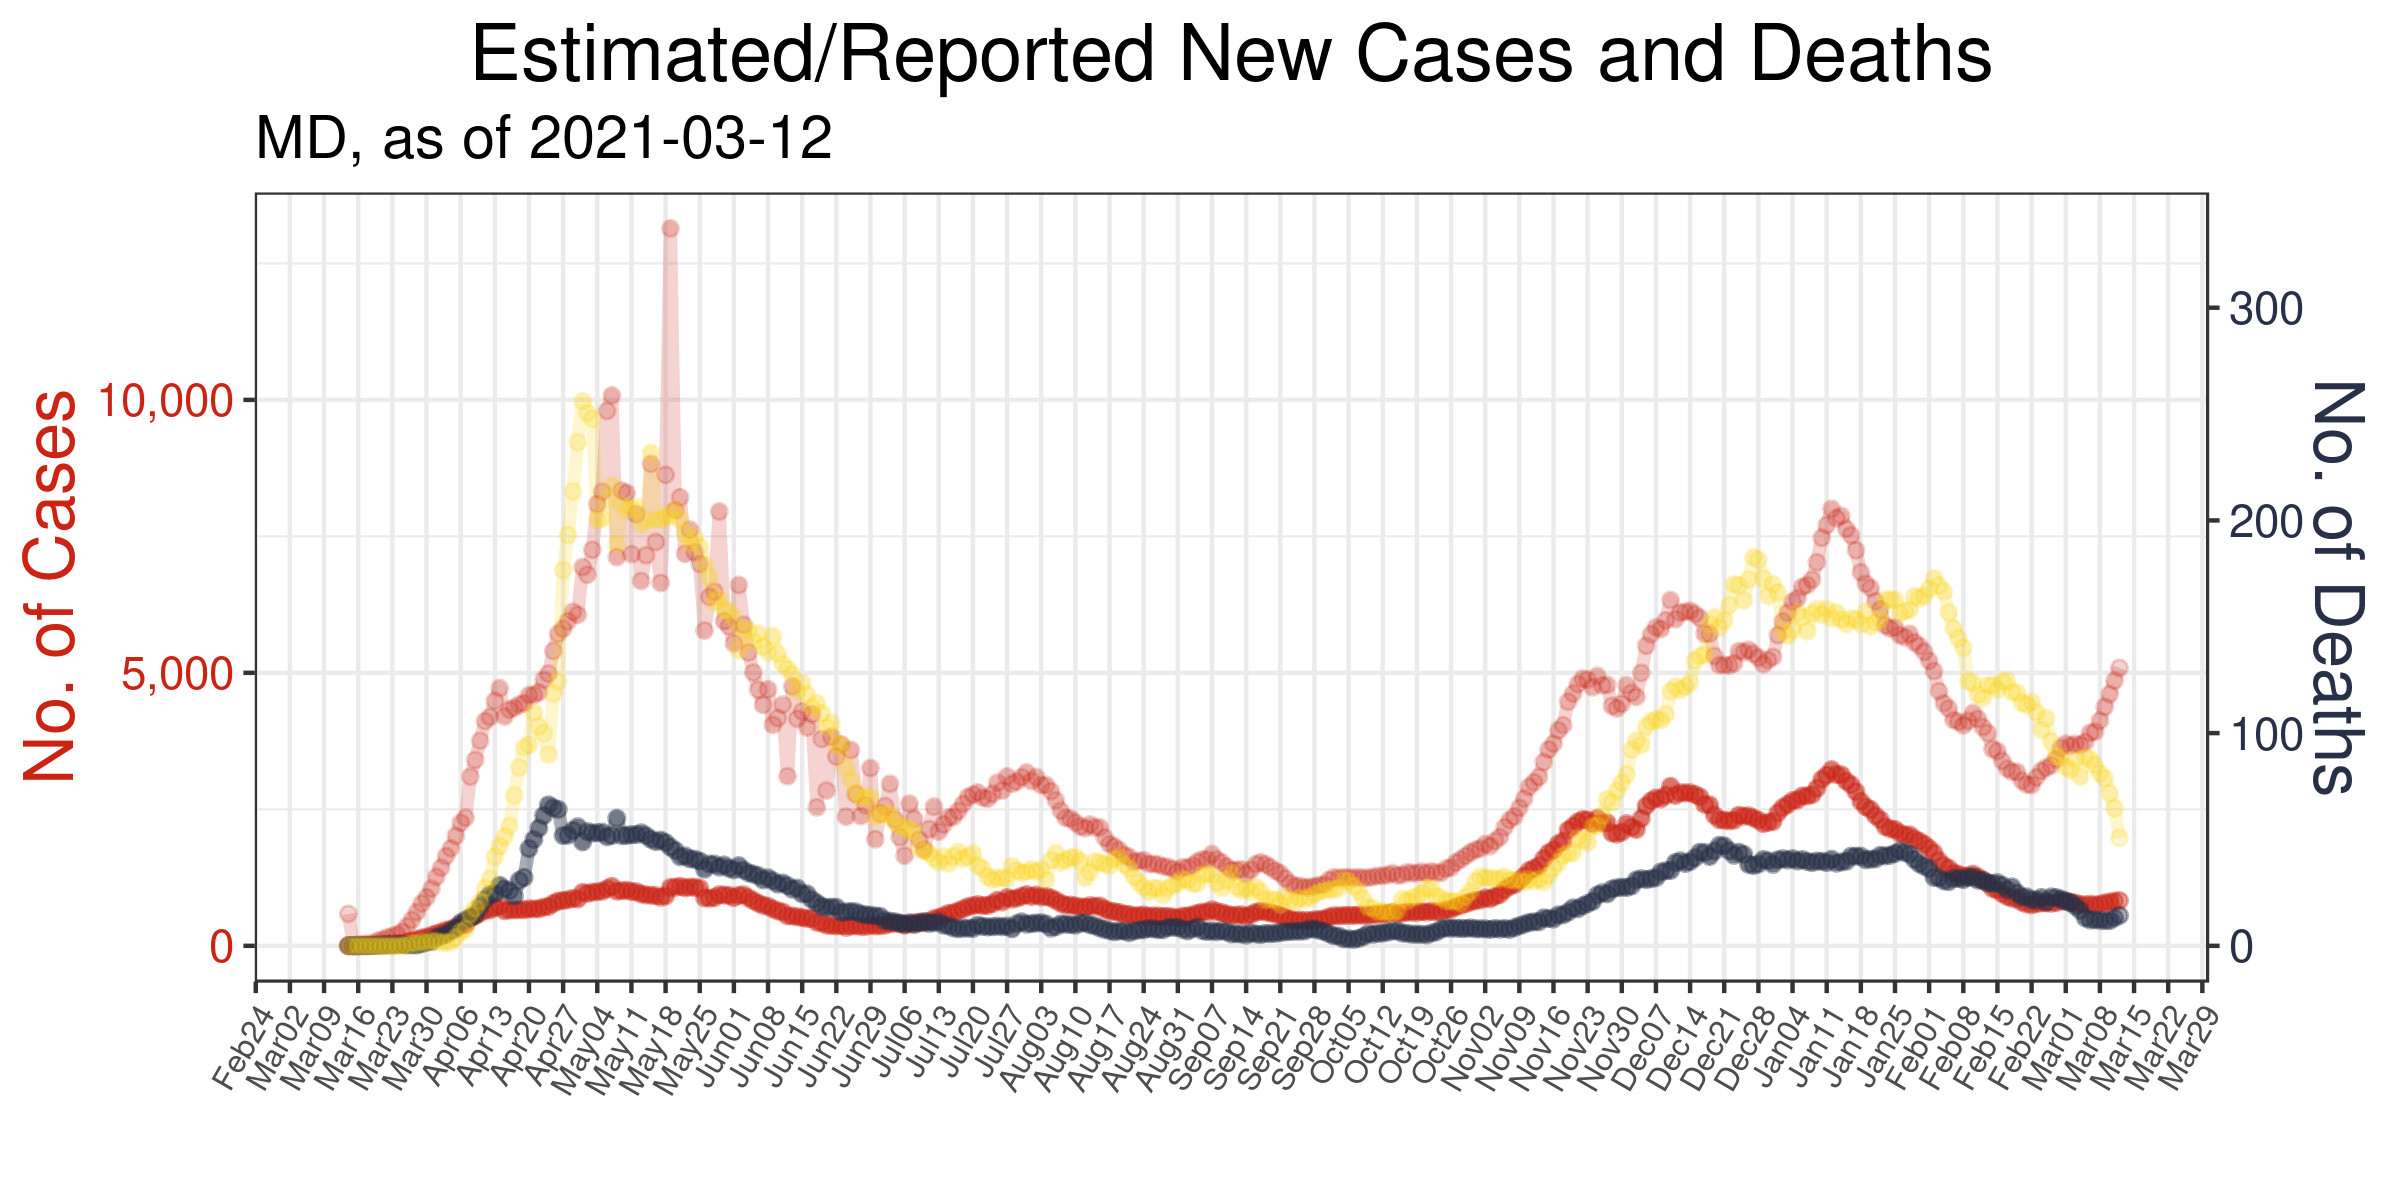 Estimated/Reported New Cases and Deaths
MD, as of 2021-03-12
No. of Cases
10,000
5,000
0
300
200
100
0
No. of Deaths
Feb24
Mar02
Mar09
Mar16
Mar23
Mar30
Apr06
Apr13
Apr20
Apr27
May04
May11
May18
May25
Jun01
Jun08
Jun15
Jun22
Jun29
Jul06
Jul13
Jul20
Jul27
Aug03
Aug10
Aug17
Aug24
Aug31
Sep07
Sep14
Sep21
Sep28
Oct05
Oct12
Oct19
Oct26
Nov02
Nov09
Nov16
Nov23
Nov30
Dec07
Dec14
Dec21
Dec28
Jan04
Jan11
Jan18
Jan25
Feb01
Feb08
Feb15
Feb22
Mar01
Mar08
Mar15
Mar22
Mar29